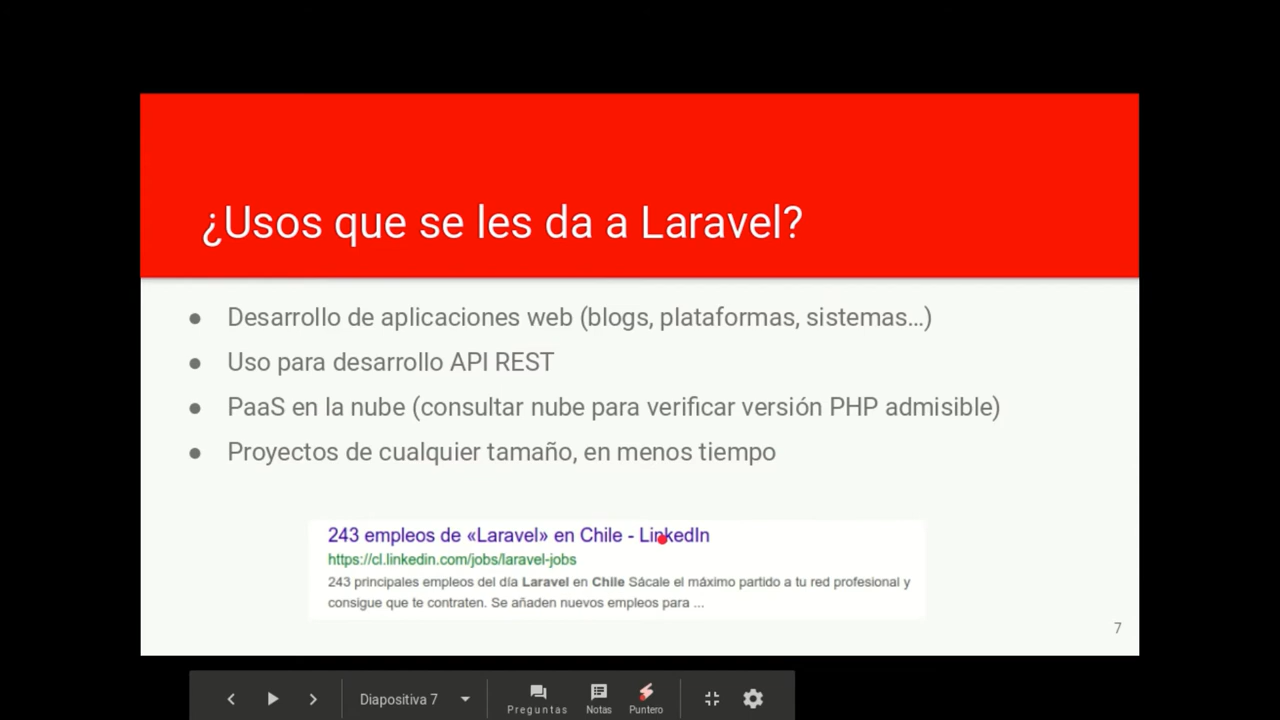 ¿Usos que se les da a Laravel?
● Desarrollo de aplicaciones web (blogs, plataformas, sistemas...)
● Uso para desarrollo API REST
● PaaS en la nube (consultar nube para verificar versión PHP admisible)
● Proyectos de cualquier tamaño, en menos tiempo
243 empleos de «Laravel» en Chile - LinkedIn
https://cl.linkedin.com/jobs/laravel-jobs
243 principales empleos del día Laravel en Chile Sácale el máximo partido a tu red profesional y
consigue que te contraten. Se añaden nuevos empleos para ...
7
Diapositiva 7
Preguntas
Notas
Puntero